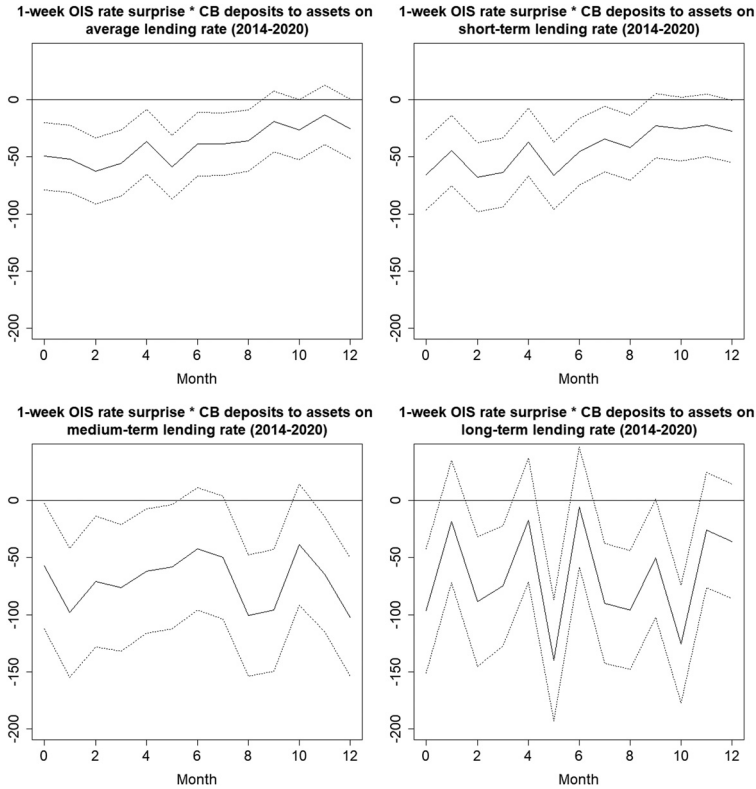 1-week OIS rate surprise * CB deposits to assets on
average lending rate (2014-2020)
0
-50
-100
-150
-200
0 2 4 6 8 10 12
Month
1-week OIS rate surprise * CB deposits to assets on
short-term lending rate (2014-2020)
0
-50
-100
-150
-200
0 2 4 6 8 10 12
Month
1-week OIS rate surprise * CB deposits to assets on
medium-term lending rate (2014-2020)
0
-50
-100
-150
-200
0 2 4 6 8 10 12
Month
1-week OIS rate surprise * CB deposits to assets on
long-term lending rate (2014-2020)
0
-50
-100
-150
-200
0 2 4 6 8 10 12
Month